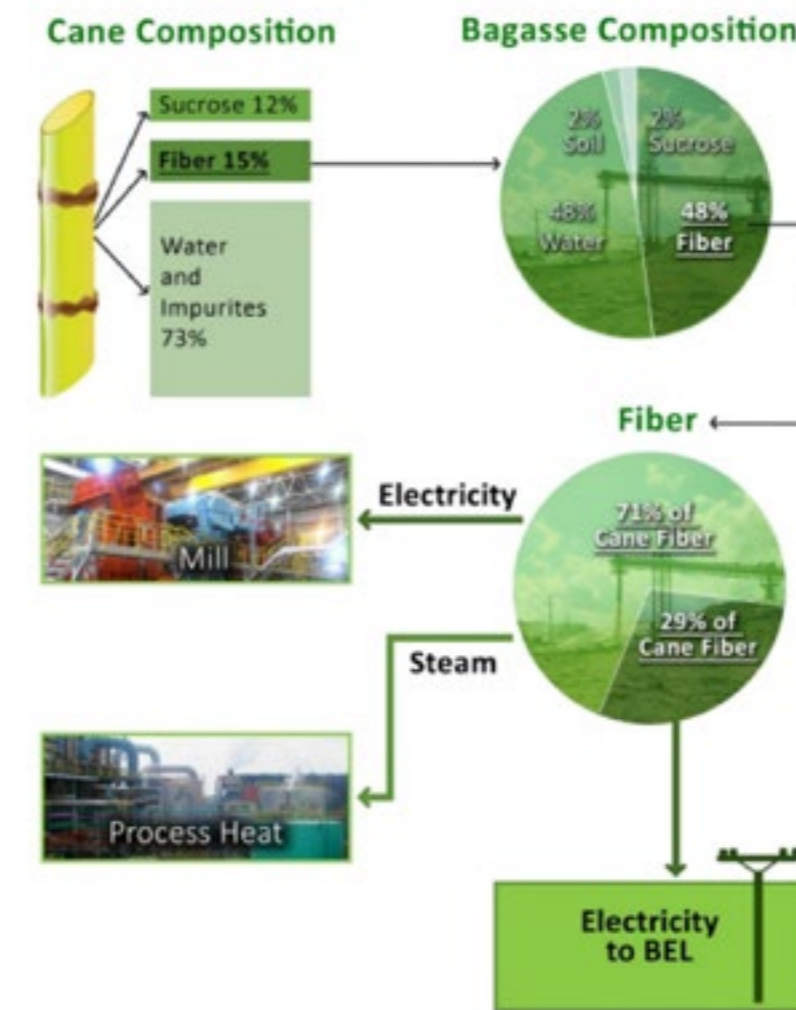 Cane Composition
Sucrose 12%
Fiber 15%
Water
and
Impurites
73%
Bagasse Composition
2%
Soil
2%
Sucrose
48%
Water
48%
Fiber
Fiber
71% of
Cane Fiber
29% of
Cane Fiber
Electricity
Mill
Steam
Process Heat
Electricity
to BEL